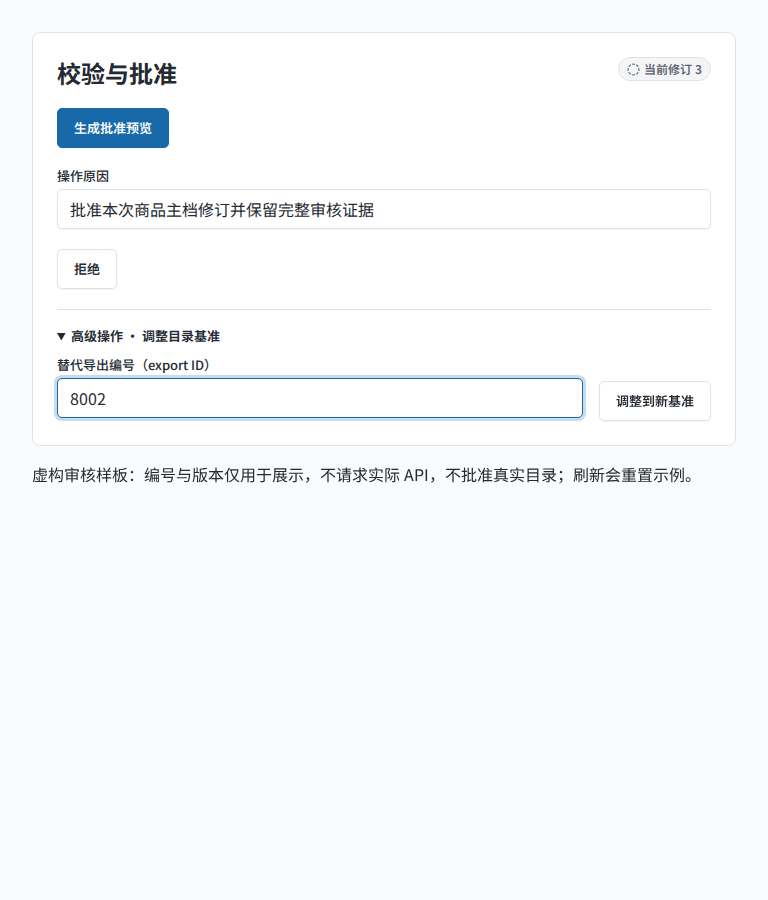 校验与批准
当前修订 3
生成批准预览
操作原因
批准本次商品主档修订并保留完整审核证据
拒绝
高级操作 · 调整目录基准
替代导出编号（export ID）
8002
调整到新基准
虚构审核样板：编号与版本仅用于展示，不请求实际 API，不批准真实目录；刷新会重置示例。